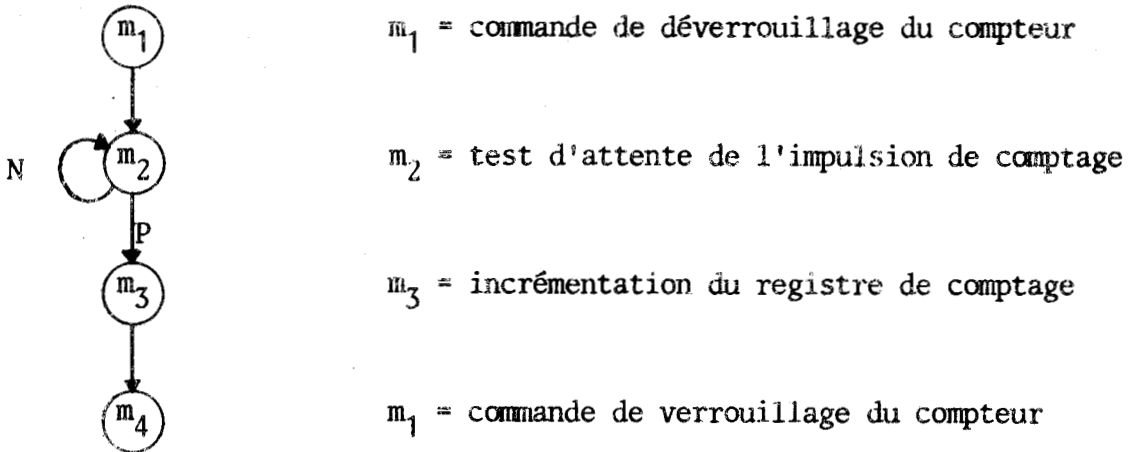 m₁ m₁ = commande de déverrouillage du compteur
N m₂ m₂ = test d'attente de l'impulsion de comptage
P
m₃ m₃ = incrémentation du registre de comptage
m₄ m₁ = commande de verrouillage du compteur